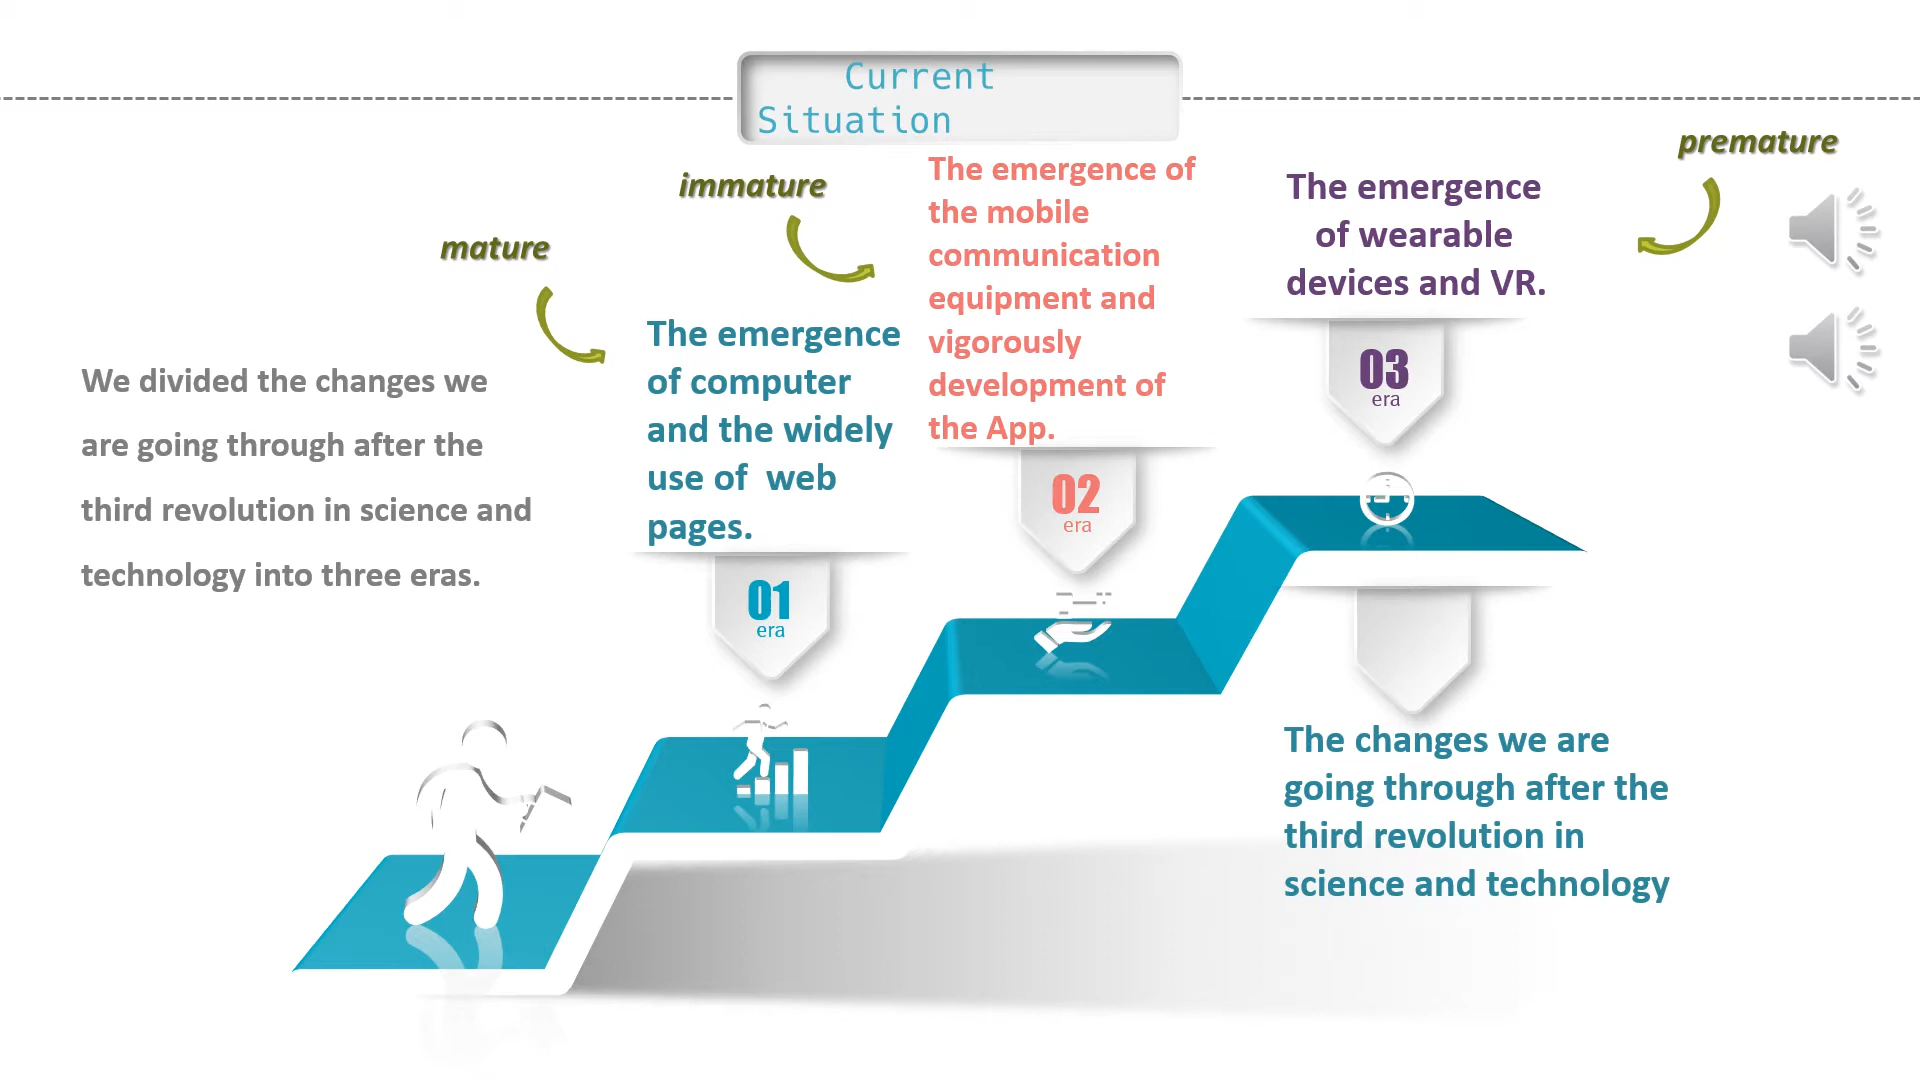 Current
Situation
premature
immature
mature
The emergence of
the mobile
communication
equipment and
vigorously
development of
the App.
The emergence
of wearable
devices and VR.
The emergence
of computer
and the widely
use of  web
pages.
We divided the changes we
are going through after the
third revolution in science and
technology into three eras.
03
era
02
era
01
era
The changes we are
going through after the
third revolution in
science and technology